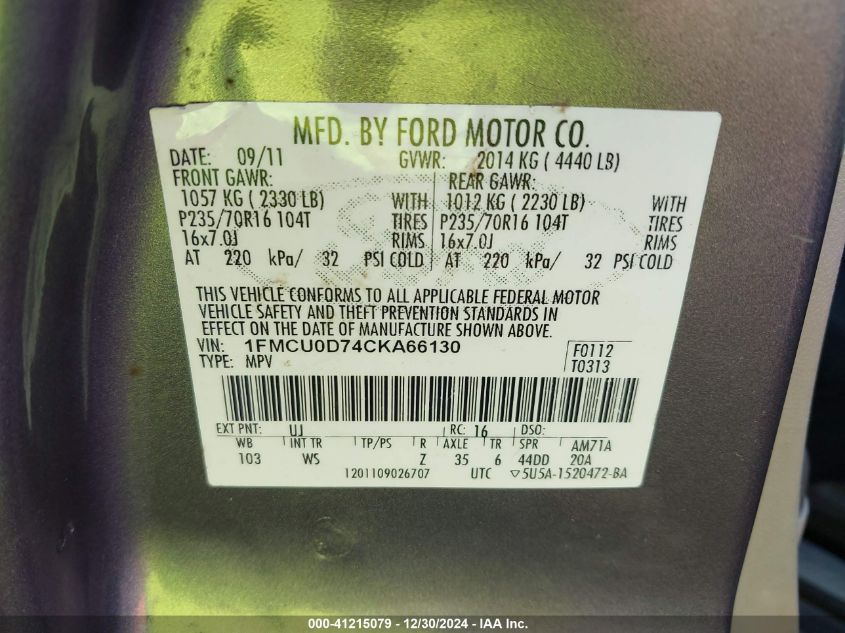 MFD. BY FORD MOTOR CO.
DATE: 09/11 GVWR: 2014 KG ( 4440 LB)
FRONT GAWR: REAR GAWR:
1057 KG ( 2330 LB) WITH 1012 KG ( 2230 LB) WITH
P235/70R16 104T TIRES P235/70R16 104T TIRES
16x7.0J RIMS 16x7.0J RIMS
AT 220 kPa/ 32 PSI COLD AT 220 kPa/ 32 PSI COLD
THIS VEHICLE CONFORMS TO ALL APPLICABLE FEDERAL MOTOR
VEHICLE SAFETY AND THEFT PREVENTION STANDARDS IN
EFFECT ON THE DATE OF MANUFACTURE SHOWN ABOVE.
VIN: 1FMCU0D74CKA66130 F0112
TYPE: MPV T0313
EXT PNT: UJ RC: 16 DSO:
WB INT TR TP/PS R AXLE TR SPR AM71A
103 WS Z 35 6 44DD 20A
1201109026707 UTC ▽5U5A-1520472-BA
000-41215079 - 12/30/2024 - IAA Inc.